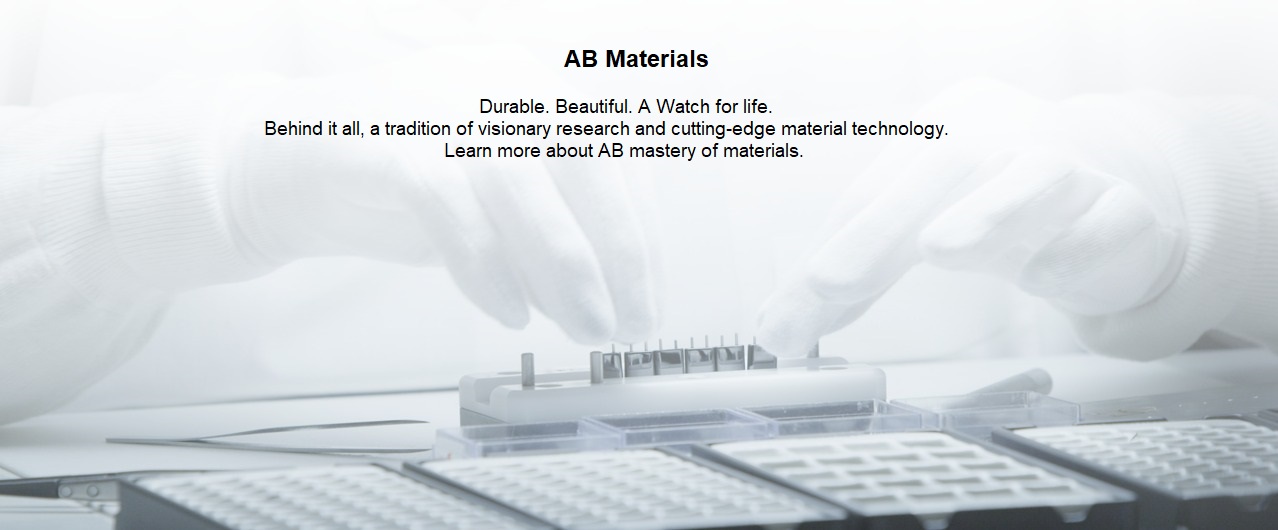 AB Materials
Durable. Beautiful. A Watch for life.
Behind it all, a tradition of visionary research and cutting-edge material technology.
Learn more about AB mastery of materials.